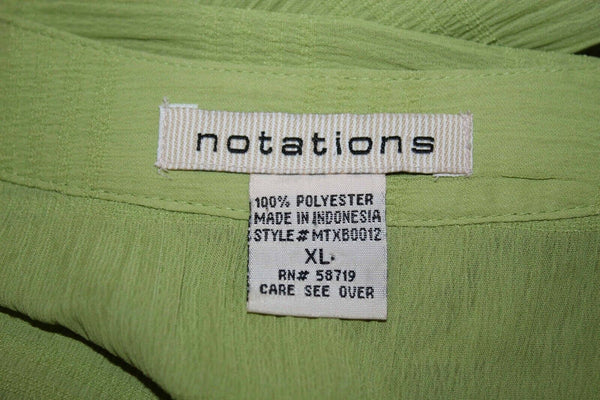 notations
100% POLYESTER
MADE IN INDONESIA
STYLE# MTXB0012
XL
RN# 58719
CARE SEE OVER